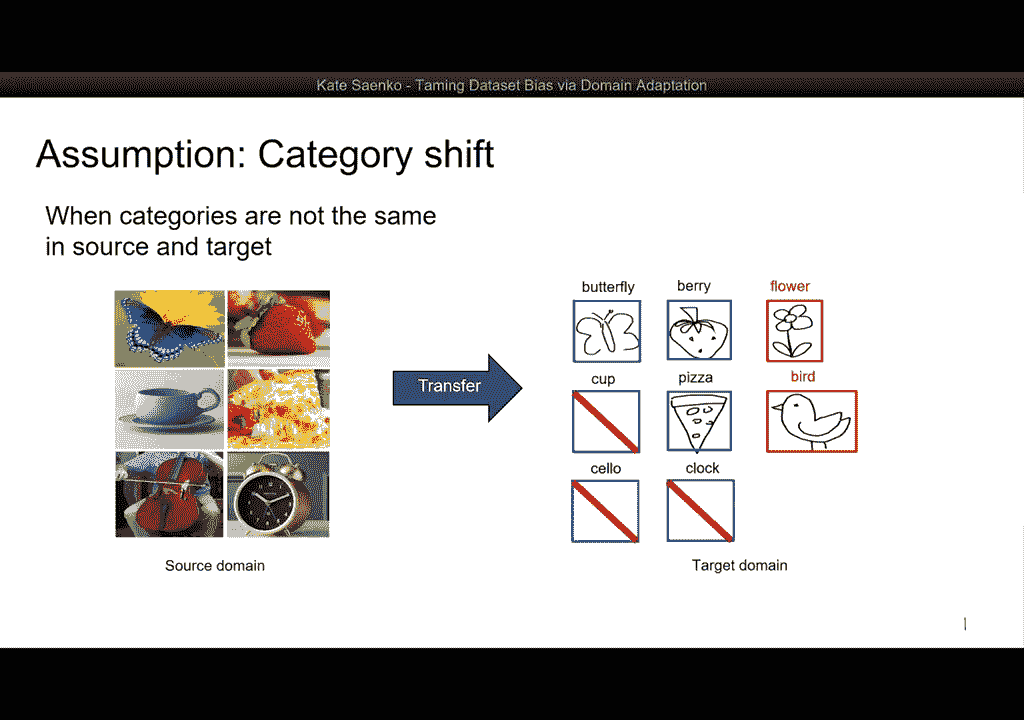 Kate Saenko - Taming Dataset Bias via Domain Adaptation
Assumption: Category shift
When categories are not the same
in source and target
butterfly
berry
flower
cup
pizza
bird
Transfer
cello
clock
Source domain
Target domain